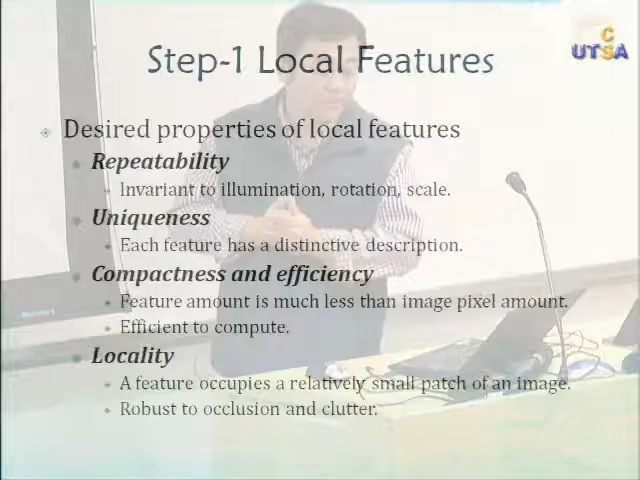 Step-1 Local Features
C
UTSA
Desired properties of local features
Repeatability
Invariant to illumination, rotation, scale.
Uniqueness
Each feature has a distinctive description.
Compactness and efficiency
Feature amount is much less than image pixel amount.
Efficient to compute.
Locality
A feature occupies a relatively small patch of an image.
Robust to occlusion and clutter.